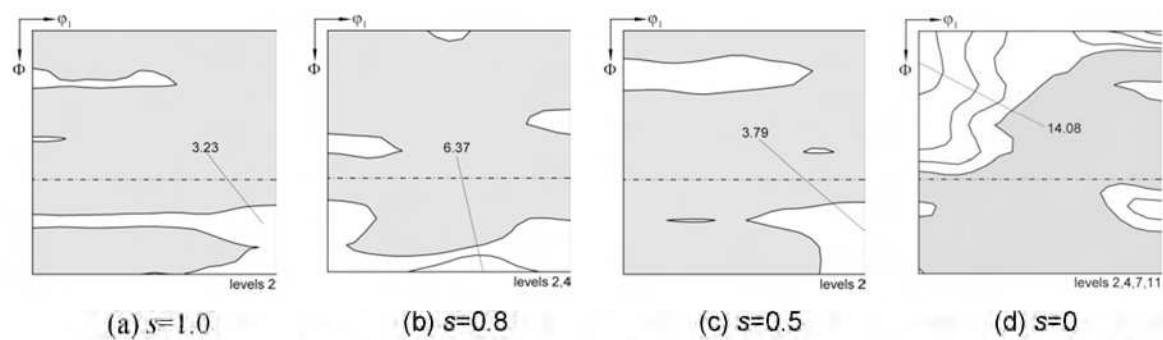 φ₁ φ₁ φ₁ φ₁
Φ Φ Φ Φ
3.23 6.37 3.79 14.08
levels 2 levels 2,4 levels 2 levels 2,4,7,11
(a) s=1.0 (b) s=0.8 (c) s=0.5 (d) s=0